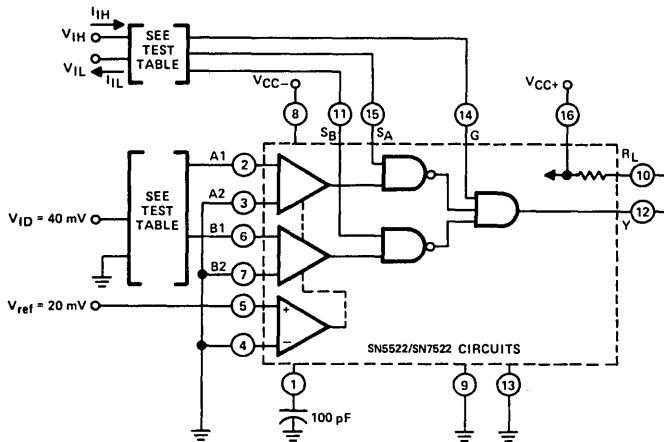 IIH
VIH
VIL
IIL
SEE
TEST
TABLE
VCC–
VCC+
8
11
15
14
16
SB
SA
G
RL
10
A1
2
A2
3
B1
6
B2
7
12
Y
SEE
TEST
TABLE
VID = 40 mV
Vref = 20 mV
5
+
4
–
SN5522/SN7522 CIRCUITS
1
9
13
100 pF